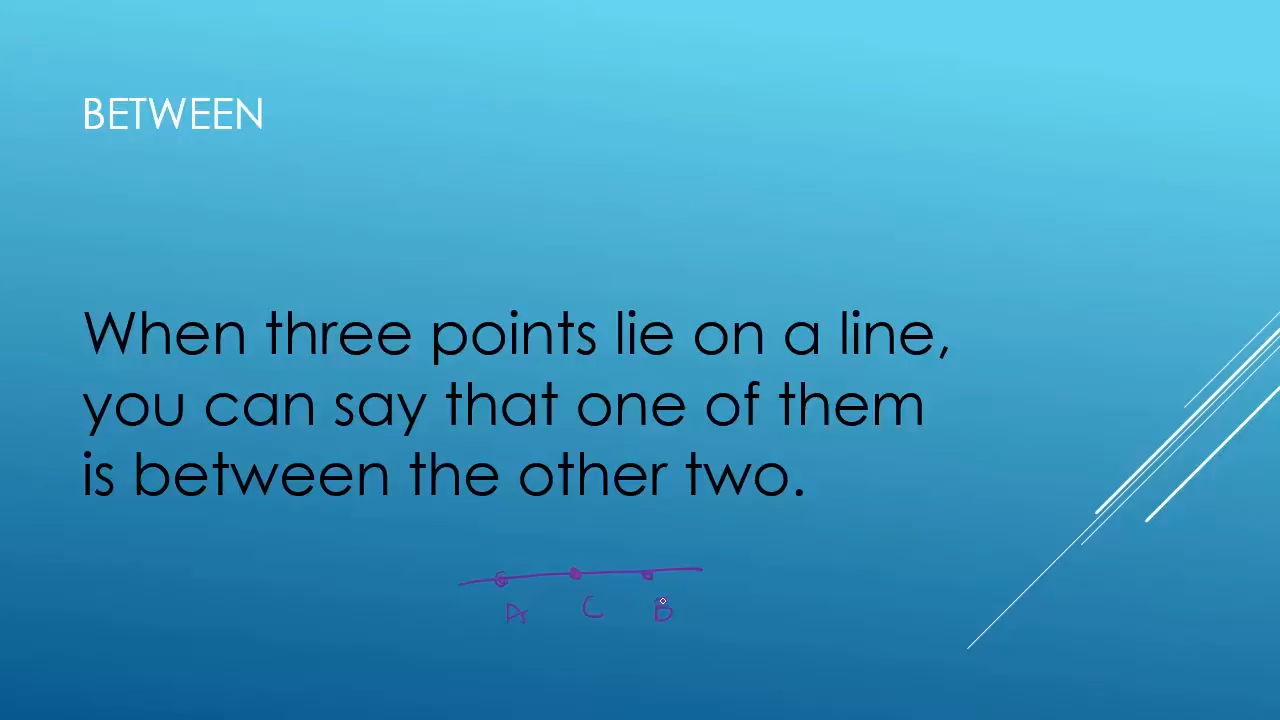 BETWEEN
When three points lie on a line,
you can say that one of them
is between the other two.
A C B